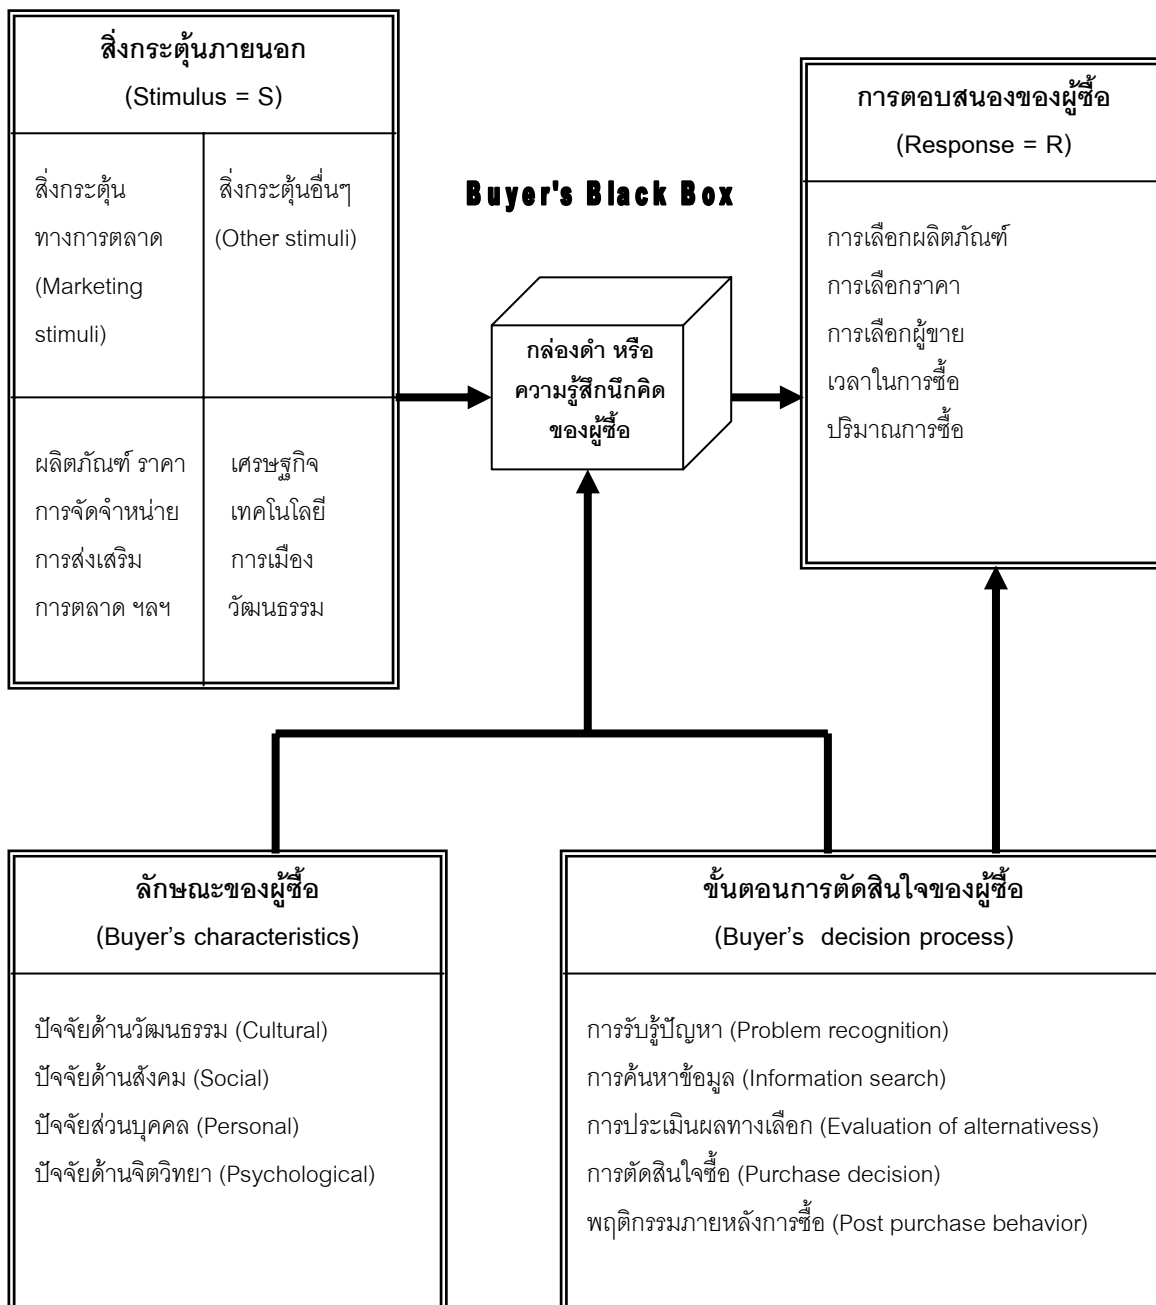 สิ่งกระตุ้นภายนอก
(Stimulus = S)
สิ่งกระตุ้น
ทางการตลาด
(Marketing
stimuli)
สิ่งกระตุ้นอื่นๆ
(Other stimuli)
ผลิตภัณฑ์ ราคา
การจัดจำหน่าย
การส่งเสริม
การตลาด ฯลฯ
เศรษฐกิจ
เทคโนโลยี
การเมือง
วัฒนธรรม
Buyer's Black Box
กล่องดำ หรือ
ความรู้สึกนึกคิด
ของผู้ซื้อ
การตอบสนองของผู้ซื้อ
(Response = R)
การเลือกผลิตภัณฑ์
การเลือกราคา
การเลือกผู้ขาย
เวลาในการซื้อ
ปริมาณการซื้อ
ลักษณะของผู้ซื้อ
(Buyer's characteristics)
ปัจจัยด้านวัฒนธรรม (Cultural)
ปัจจัยด้านสังคม (Social)
ปัจจัยส่วนบุคคล (Personal)
ปัจจัยด้านจิตวิทยา (Psychological)
ขั้นตอนการตัดสินใจของผู้ซื้อ
(Buyer’s decision process)
การรับรู้ปัญหา (Problem recognition)
การค้นหาข้อมูล (Information search)
การประเมินผลทางเลือก (Evaluation of alternativess)
การตัดสินใจซื้อ (Purchase decision)
พฤติกรรมภายหลังการซื้อ (Post purchase behavior)